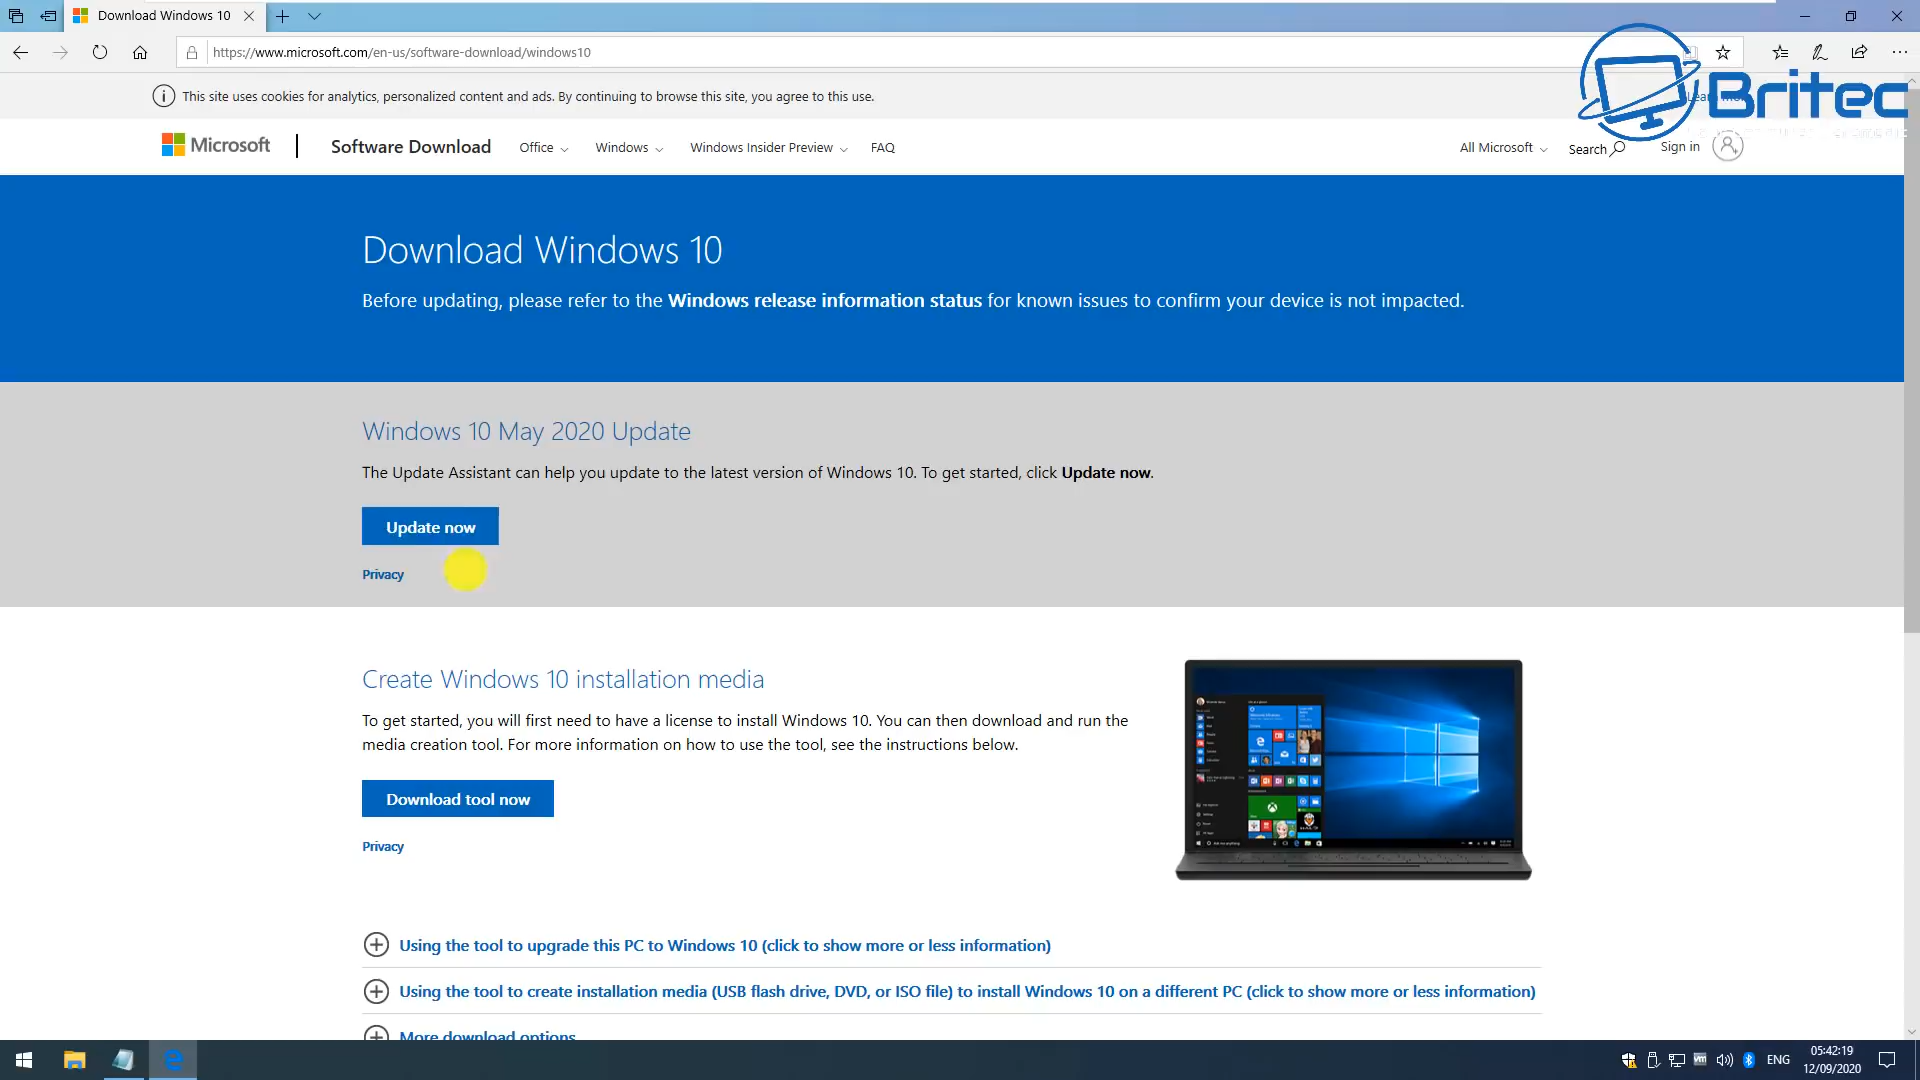 Download Windows 10
https://www.microsoft.com/en-us/software-download/windows10
This site uses cookies for analytics, personalized content and ads. By continuing to browse this site, you agree to this use.
Britec
Microsoft
Software Download
Office
Windows
Windows Insider Preview
FAQ
All Microsoft
Search
Sign in
Download Windows 10
Before updating, please refer to the Windows release information status for known issues to confirm your device is not impacted.
Windows 10 May 2020 Update
The Update Assistant can help you update to the latest version of Windows 10. To get started, click Update now.
Update now
Privacy
Create Windows 10 installation media
To get started, you will first need to have a license to install Windows 10. You can then download and run the
media creation tool. For more information on how to use the tool, see the instructions below.
Download tool now
Privacy
Using the tool to upgrade this PC to Windows 10 (click to show more or less information)
Using the tool to create installation media (USB flash drive, DVD, or ISO file) to install Windows 10 on a different PC (click to show more or less information)
More download options
ENG
05:42:19
12/09/2020